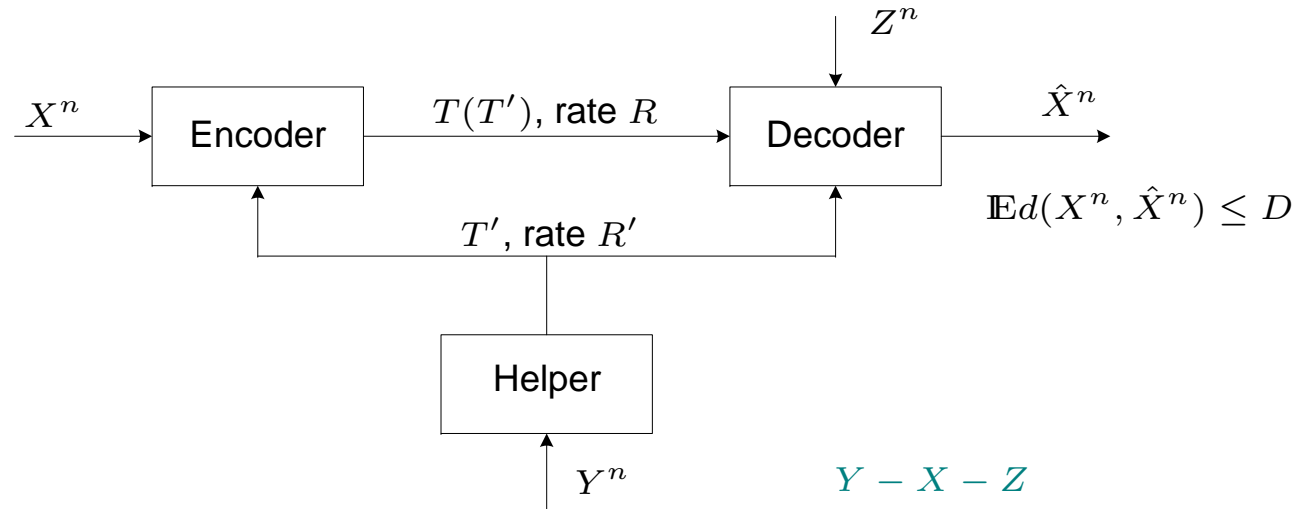 Z^n
X^n
Encoder
T(T′), rate R
Decoder
X̂^n
𝔼d(X^n, X̂^n) ≤ D
T′, rate R′
Helper
Y^n
Y − X − Z